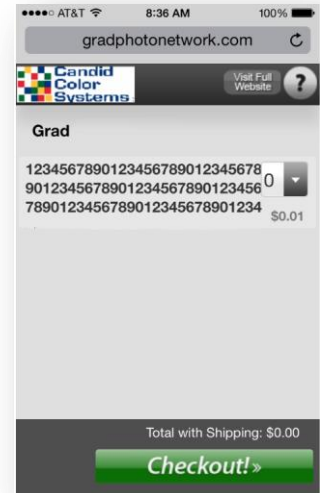 AT&T 8:36 AM 100%
gradphotonetwork.com
Candid
Color
Systems
Visit Full
Website
?
Grad
1234567890123456789012345678
9012345678901234567890123456
7890123456789012345678901234
0
$0.01
Total with Shipping: $0.00
Checkout! »